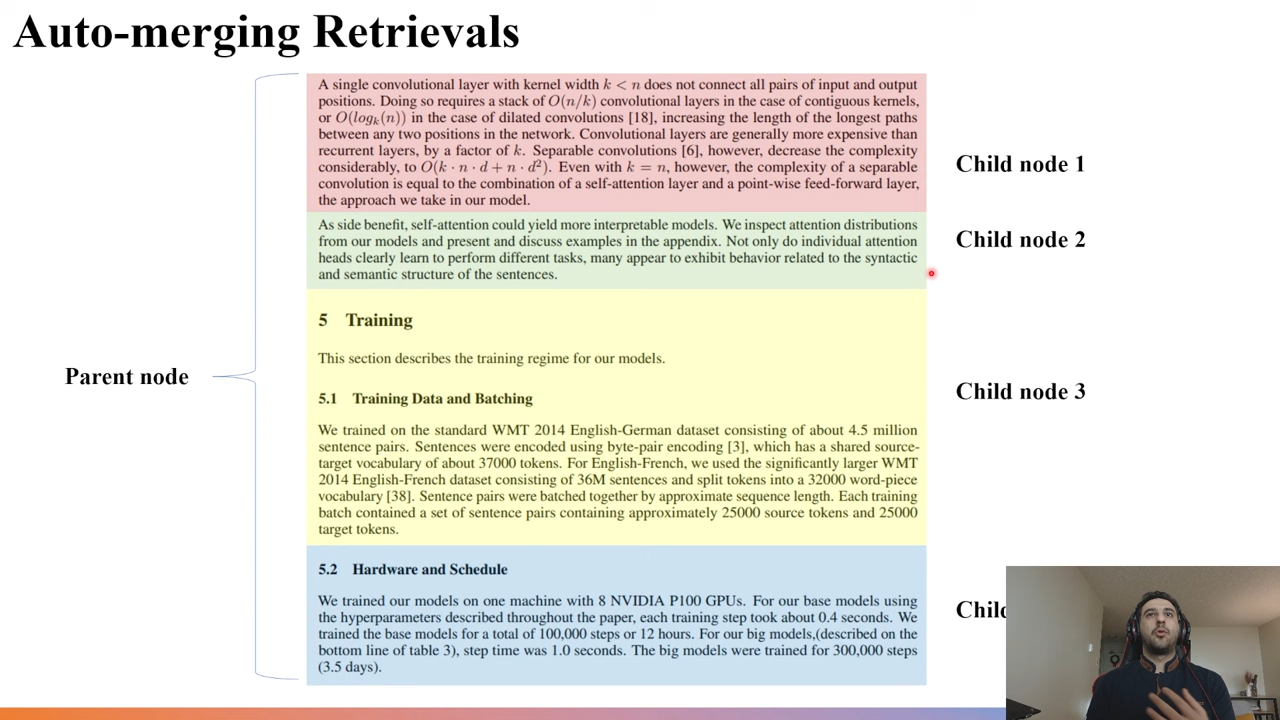 Auto-merging Retrievals
A single convolutional layer with kernel width k < n does not connect all pairs of input and output
positions. Doing so requires a stack of O(n/k) convolutional layers in the case of contiguous kernels,
or O(logk(n)) in the case of dilated convolutions [18], increasing the length of the longest paths
between any two positions in the network. Convolutional layers are generally more expensive than
recurrent layers, by a factor of k. Separable convolutions [6], however, decrease the complexity
considerably, to O(k · n · d + n · d²). Even with k = n, however, the complexity of a separable
convolution is equal to the combination of a self-attention layer and a point-wise feed-forward layer,
the approach we take in our model.
Child node 1
As side benefit, self-attention could yield more interpretable models. We inspect attention distributions
from our models and present and discuss examples in the appendix. Not only do individual attention
heads clearly learn to perform different tasks, many appear to exhibit behavior related to the syntactic
and semantic structure of the sentences.
Child node 2
Parent node
5 Training
This section describes the training regime for our models.
5.1 Training Data and Batching
We trained on the standard WMT 2014 English-German dataset consisting of about 4.5 million
sentence pairs. Sentences were encoded using byte-pair encoding [3], which has a shared source-
target vocabulary of about 37000 tokens. For English-French, we used the significantly larger WMT
2014 English-French dataset consisting of 36M sentences and split tokens into a 32000 word-piece
vocabulary [38]. Sentence pairs were batched together by approximate sequence length. Each training
batch contained a set of sentence pairs containing approximately 25000 source tokens and 25000
target tokens.
Child node 3
5.2 Hardware and Schedule
We trained our models on one machine with 8 NVIDIA P100 GPUs. For our base models using
the hyperparameters described throughout the paper, each training step took about 0.4 seconds. We
trained the base models for a total of 100,000 steps or 12 hours. For our big models,(described on the
bottom line of table 3), step time was 1.0 seconds. The big models were trained for 300,000 steps
(3.5 days).